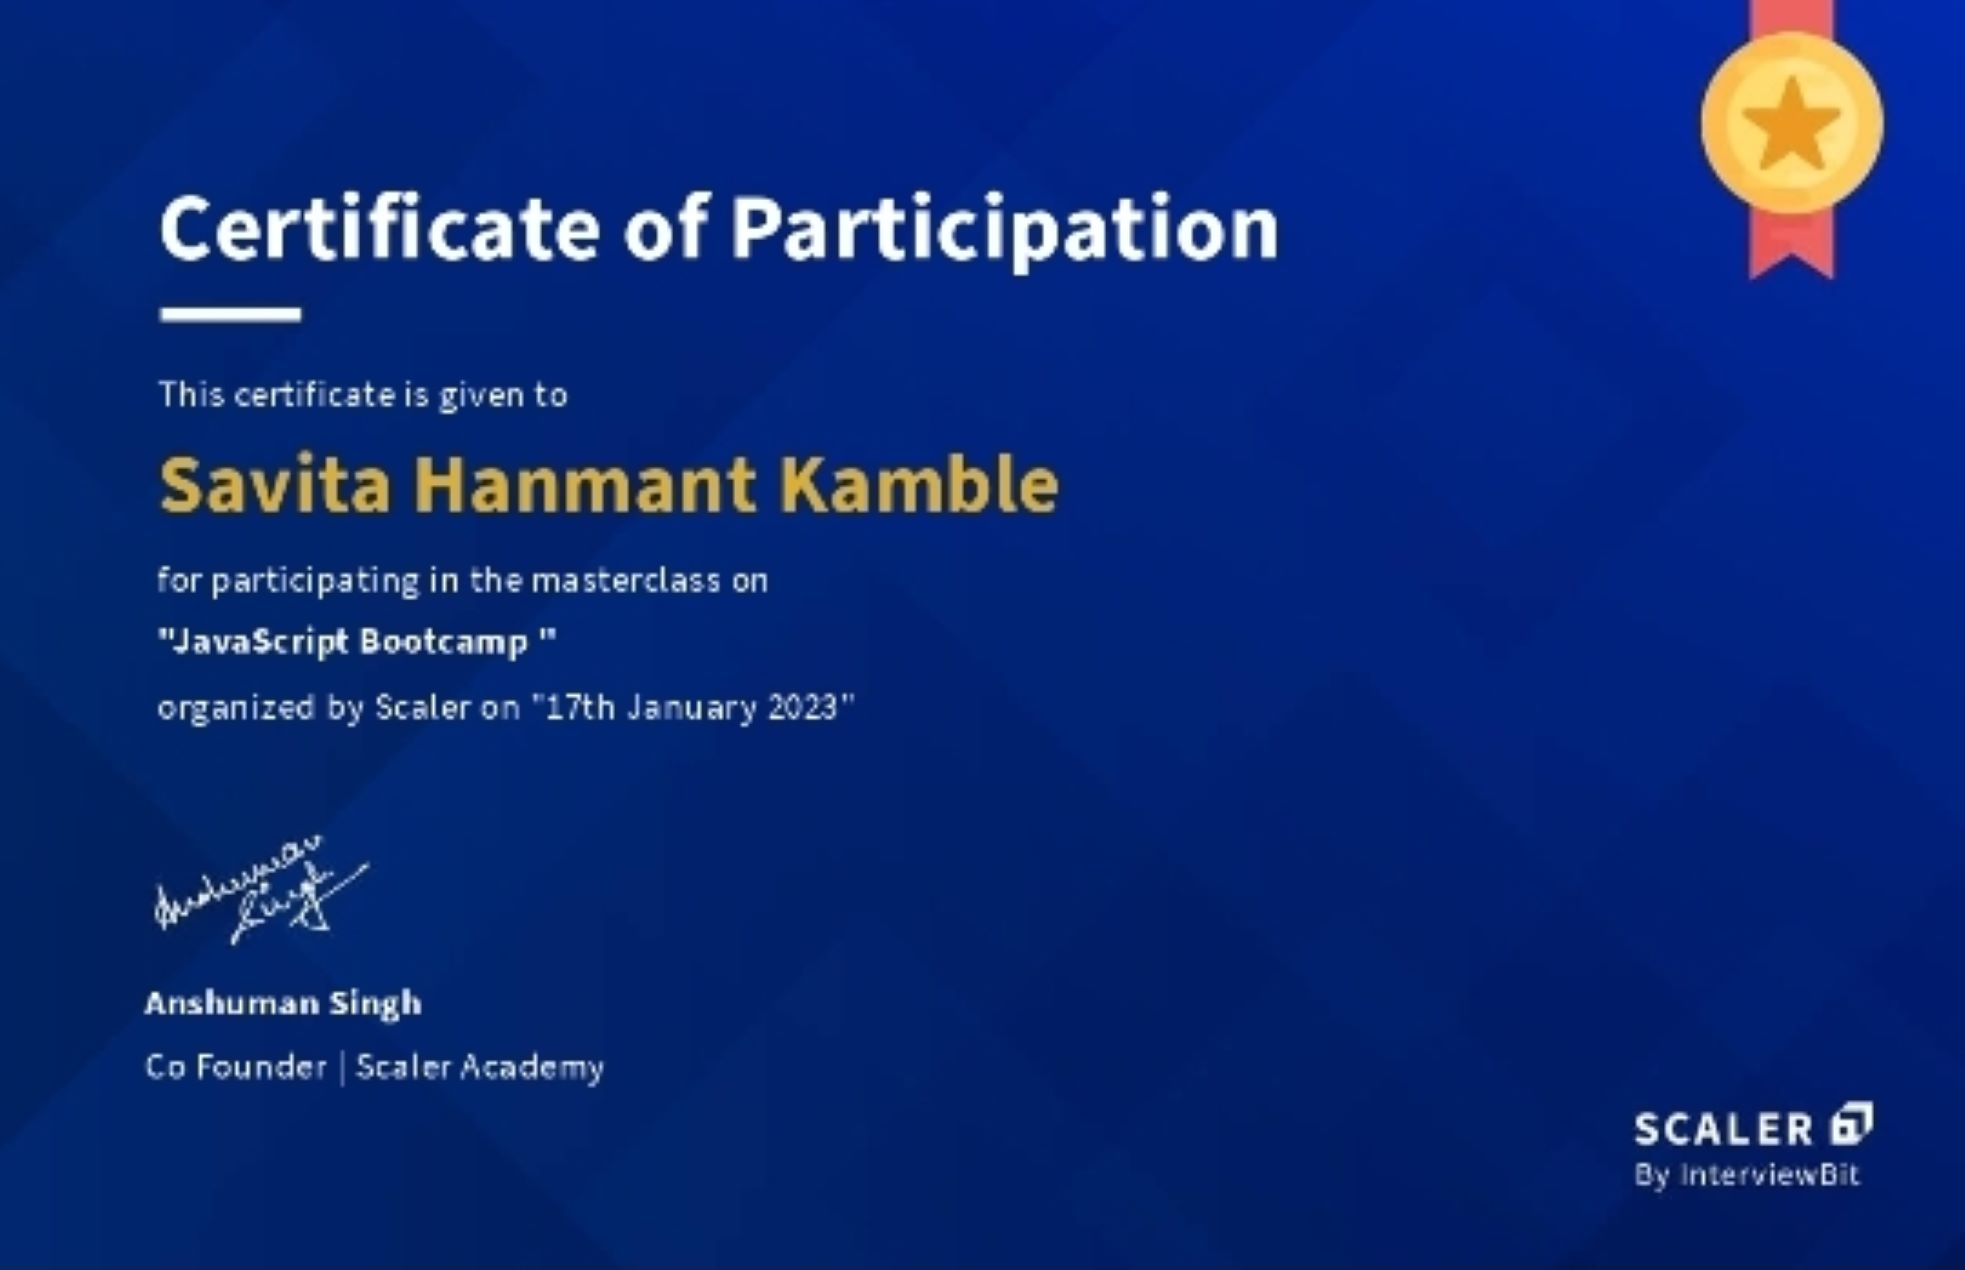 Certificate of Participation
This certificate is given to
Savita Hanmant Kamble
for participating in the masterclass on
"JavaScript Bootcamp "
organized by Scaler on "17th January 2023"
Anshuman
Singh
Anshuman Singh
Co Founder | Scaler Academy
SCALER
By InterviewBit